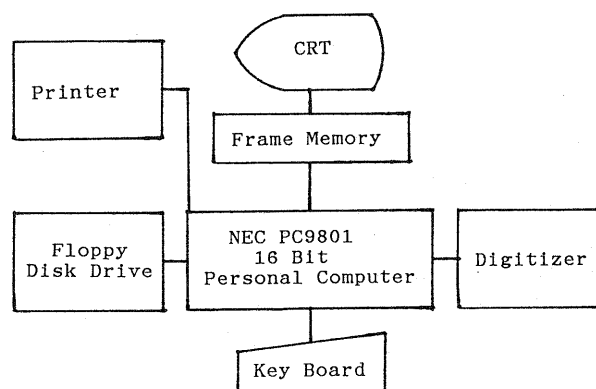 CRT
Printer
Frame Memory
NEC PC9801
16 Bit
Personal Computer
Floppy
Disk Drive
Digitizer
Key Board